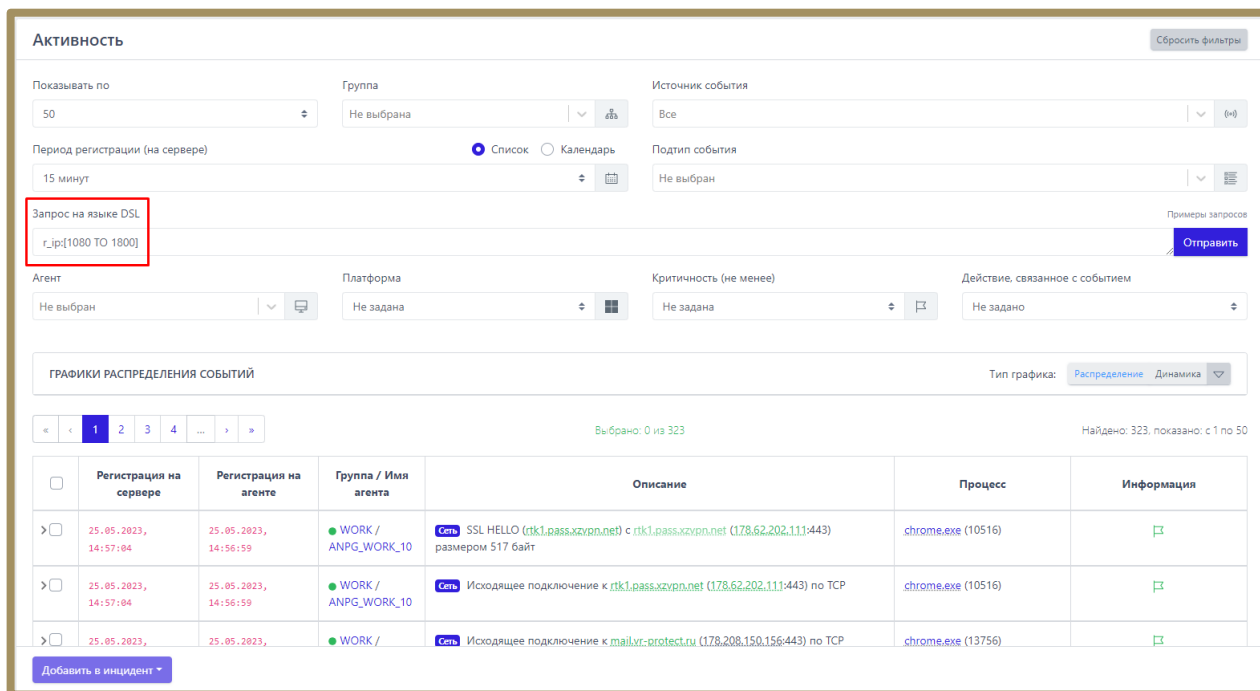 Активность
Сбросить фильтры
Показывать по
Группа
Источник события
50
Не выбрана
Все
Период регистрации (на сервере)
Список
Календарь
Подтип события
15 минут
Не выбран
Запрос на языке DSL
Примеры запросов
r_ip:[1080 TO 1800]
Отправить
Агент
Платформа
Критичность (не менее)
Действие, связанное с событием
Не выбран
Не задана
Не задана
Не задано
ГРАФИКИ РАСПРЕДЕЛЕНИЯ СОБЫТИЙ
Тип графика:
Распределение
Динамика
« ‹ 1 2 3 4 ... › »
Выбрано: 0 из 323
Найдено: 323, показано: с 1 по 50
Регистрация на
сервере
Регистрация на
агенте
Группа / Имя
агента
Описание
Процесс
Информация
25.05.2023,
14:57:04
25.05.2023,
14:56:59
WORK /
ANPG_WORK_10
Сеть SSL HELLO (rtk1.pass.xzvpn.net) с rtk1.pass.xzvpn.net (178.62.202.111:443)
размером 517 байт
chrome.exe (10516)
25.05.2023,
14:57:04
25.05.2023,
14:56:59
WORK /
ANPG_WORK_10
Сеть Исходящее подключение к rtk1.pass.xzvpn.net (178.62.202.111:443) по TCP
chrome.exe (10516)
25.05.2023,
25.05.2023,
WORK /
Сеть Исходящее подключение к mail.vr-protect.ru (178.208.150.156:443) по TCP
chrome.exe (13756)
Добавить в инцидент